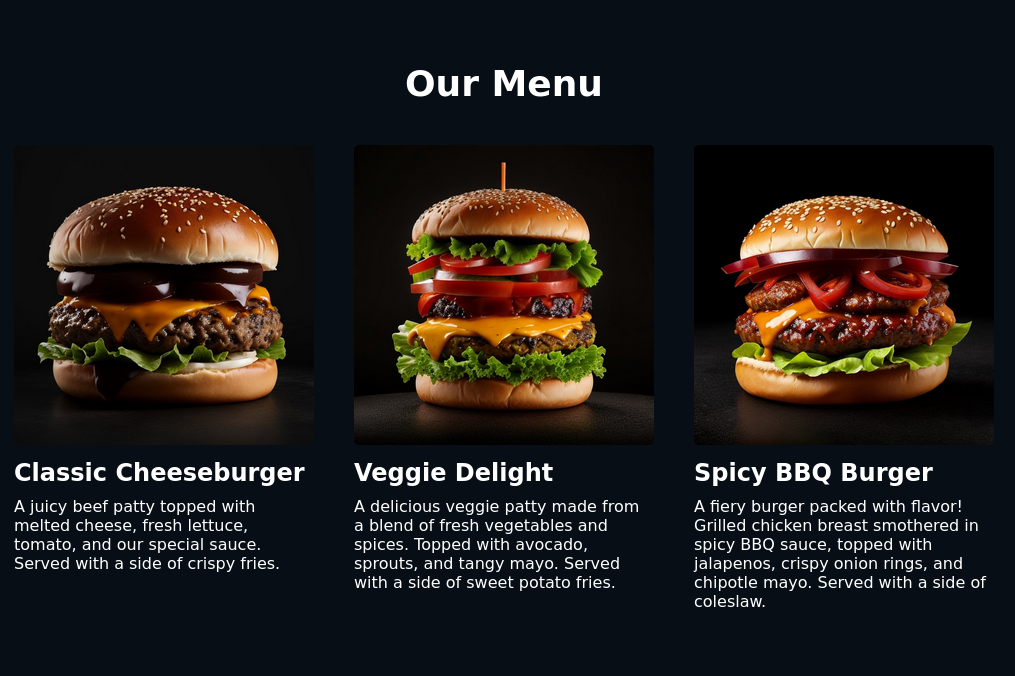 Our Menu
Classic Cheeseburger
A juicy beef patty topped with
melted cheese, fresh lettuce,
tomato, and our special sauce.
Served with a side of crispy fries.
Veggie Delight
A delicious veggie patty made from
a blend of fresh vegetables and
spices. Topped with avocado,
sprouts, and tangy mayo. Served
with a side of sweet potato fries.
Spicy BBQ Burger
A fiery burger packed with flavor!
Grilled chicken breast smothered in
spicy BBQ sauce, topped with
jalapenos, crispy onion rings, and
chipotle mayo. Served with a side of
coleslaw.